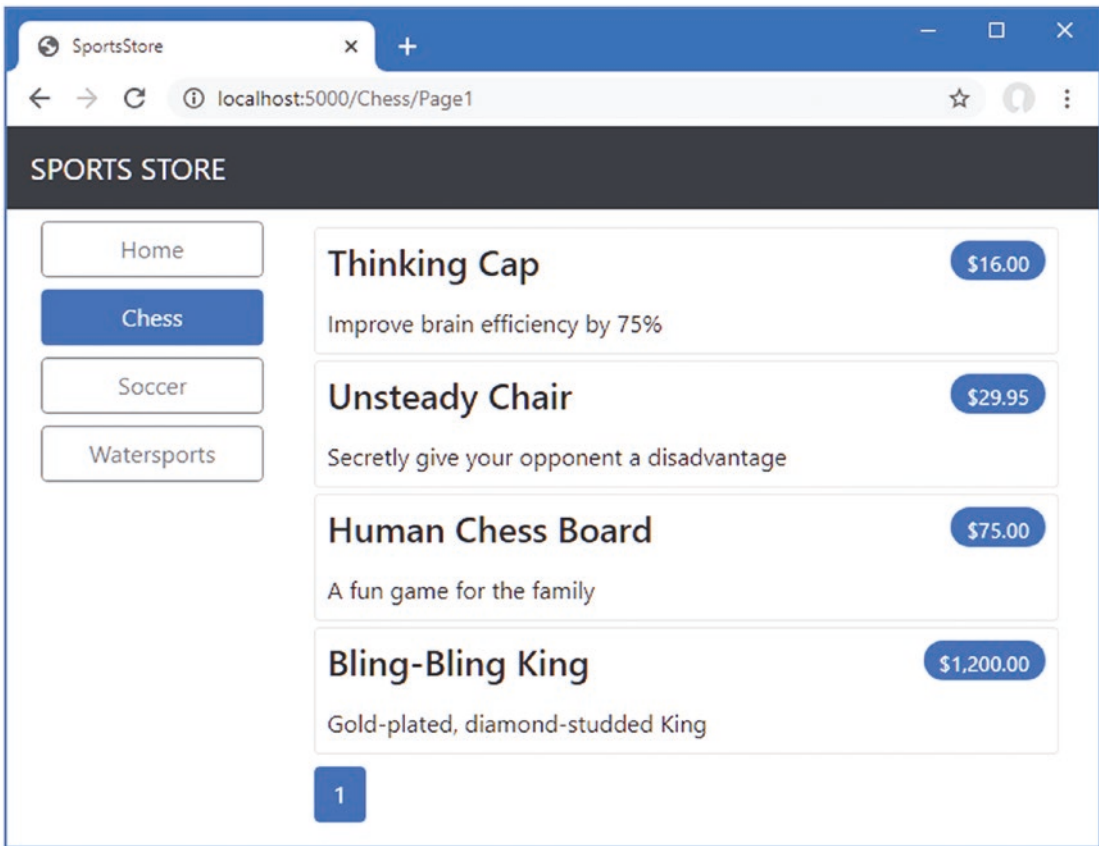 SportsStore
localhost:5000/Chess/Page1
SPORTS STORE
Home
Chess
Soccer
Watersports
Thinking Cap
$16.00
Improve brain efficiency by 75%
Unsteady Chair
$29.95
Secretly give your opponent a disadvantage
Human Chess Board
$75.00
A fun game for the family
Bling-Bling King
$1,200.00
Gold-plated, diamond-studded King
1